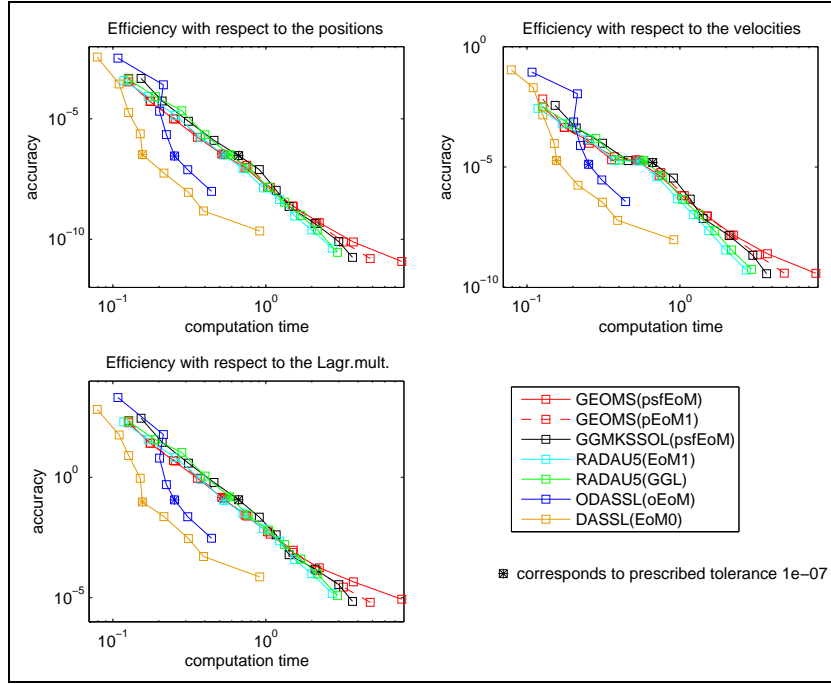 Efficiency with respect to the positions
10^-5
10^-10
accuracy
10^-1
10^0
computation time
Efficiency with respect to the velocities
10^0
10^-5
10^-10
accuracy
10^-1
10^0
computation time
Efficiency with respect to the Lagr.mult.
10^0
10^-5
accuracy
10^-1
10^0
computation time
GEOMS(psfEoM)
GEOMS(pEoM1)
GGMKSSOL(psfEoM)
RADAU5(EoM1)
RADAU5(GGL)
ODASSL(oEoM)
DASSL(EoM0)
corresponds to prescribed tolerance 1e-07